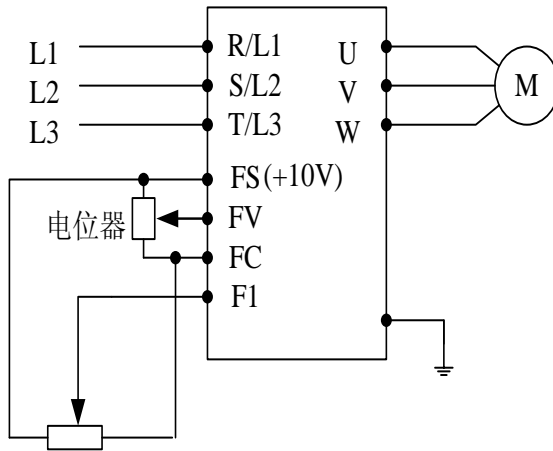 L1 R/L1 U
L2 S/L2 V M
L3 T/L3 W
FS(+10V)
电位器 FV
FC
F1